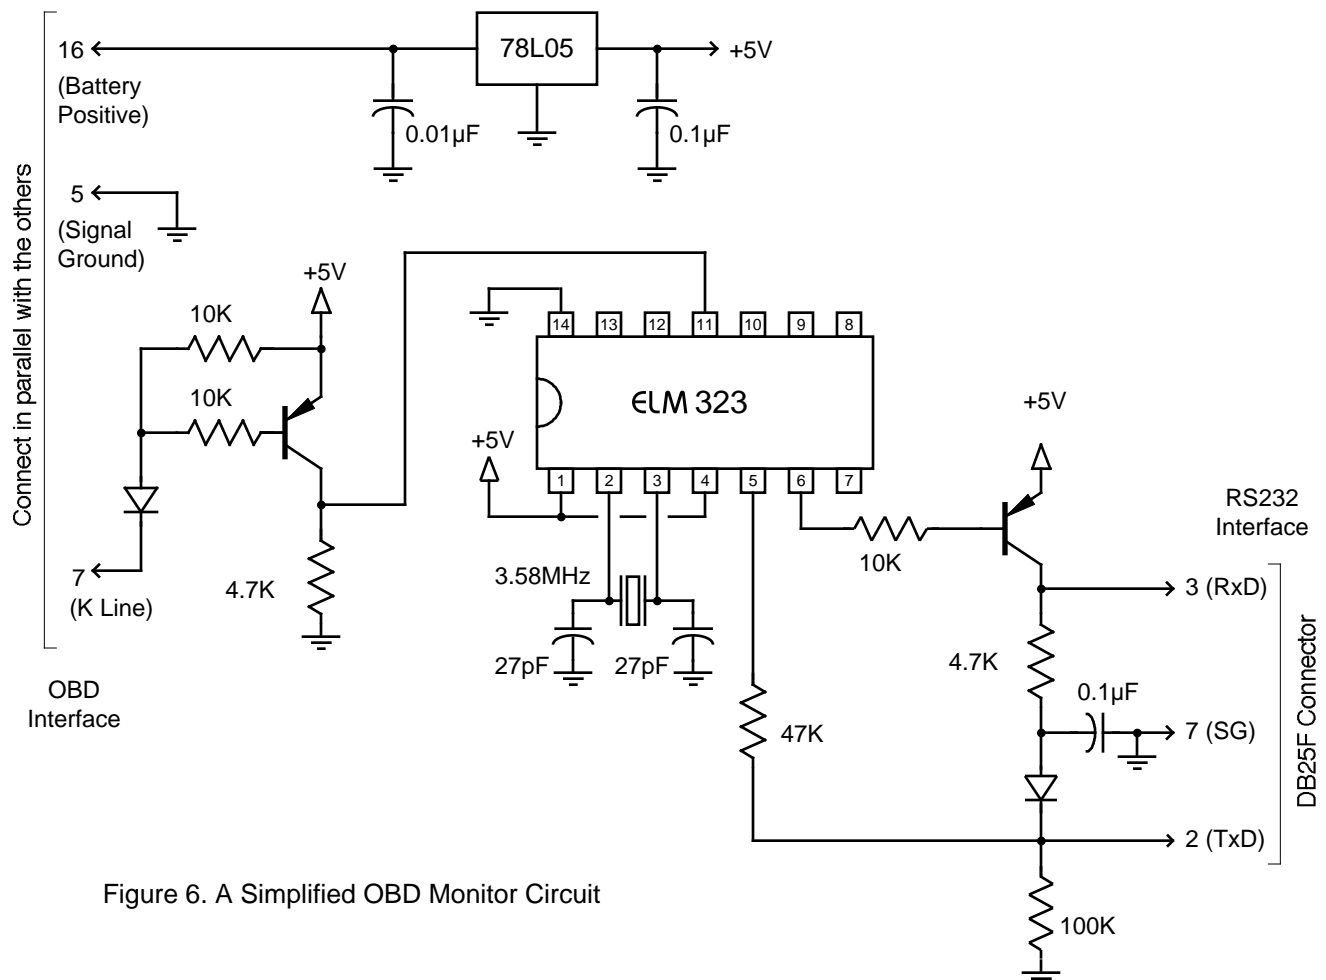 16
(Battery
Positive)
78L05
+5V
0.01µF
0.1µF
5
(Signal
Ground)
Connect in parallel with the others
+5V
10K
10K
7
(K Line)
4.7K
OBD
Interface
14
13
12
11
10
9
8
ELM 323
+5V
1
2
3
4
5
6
7
3.58MHz
27pF
27pF
47K
10K
+5V
RS232
Interface
3 (RxD)
4.7K
0.1µF
7 (SG)
2 (TxD)
DB25F Connector
100K
Figure 6. A Simplified OBD Monitor Circuit